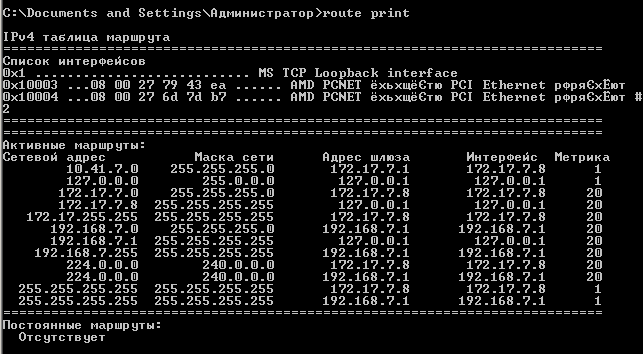 C:\Documents and Settings\Администратор>route print
IPv4 таблица маршрута
===========================================================================
Список интерфейсов
0x1 ........................... MS TCP Loopback interface
0x10003 ...08 00 27 79 43 ea ...... AMD PCNET ёхьхщёЄтю PCI Ethernet рфряЄхЁют
0x10004 ...08 00 27 6d 7d b7 ...... AMD PCNET ёхьхщёЄтю PCI Ethernet рфряЄхЁют #
2
===========================================================================
===========================================================================
Активные маршруты:
Сетевой адрес Маска сети Адрес шлюза Интерфейс Метрика
10.41.7.0 255.255.255.0 172.17.7.1 172.17.7.8 1
127.0.0.0 255.0.0.0 127.0.0.1 127.0.0.1 1
172.17.7.0 255.255.255.0 172.17.7.8 172.17.7.8 20
172.17.7.8 255.255.255.255 127.0.0.1 127.0.0.1 20
172.17.255.255 255.255.255.255 172.17.7.8 172.17.7.8 20
192.168.7.0 255.255.255.0 192.168.7.1 192.168.7.1 20
192.168.7.1 255.255.255.255 127.0.0.1 127.0.0.1 20
192.168.7.255 255.255.255.255 192.168.7.1 192.168.7.1 20
224.0.0.0 240.0.0.0 172.17.7.8 172.17.7.8 20
224.0.0.0 240.0.0.0 192.168.7.1 192.168.7.1 20
255.255.255.255 255.255.255.255 172.17.7.8 172.17.7.8 1
255.255.255.255 255.255.255.255 192.168.7.1 192.168.7.1 1
===========================================================================
Постоянные маршруты:
Отсутствует